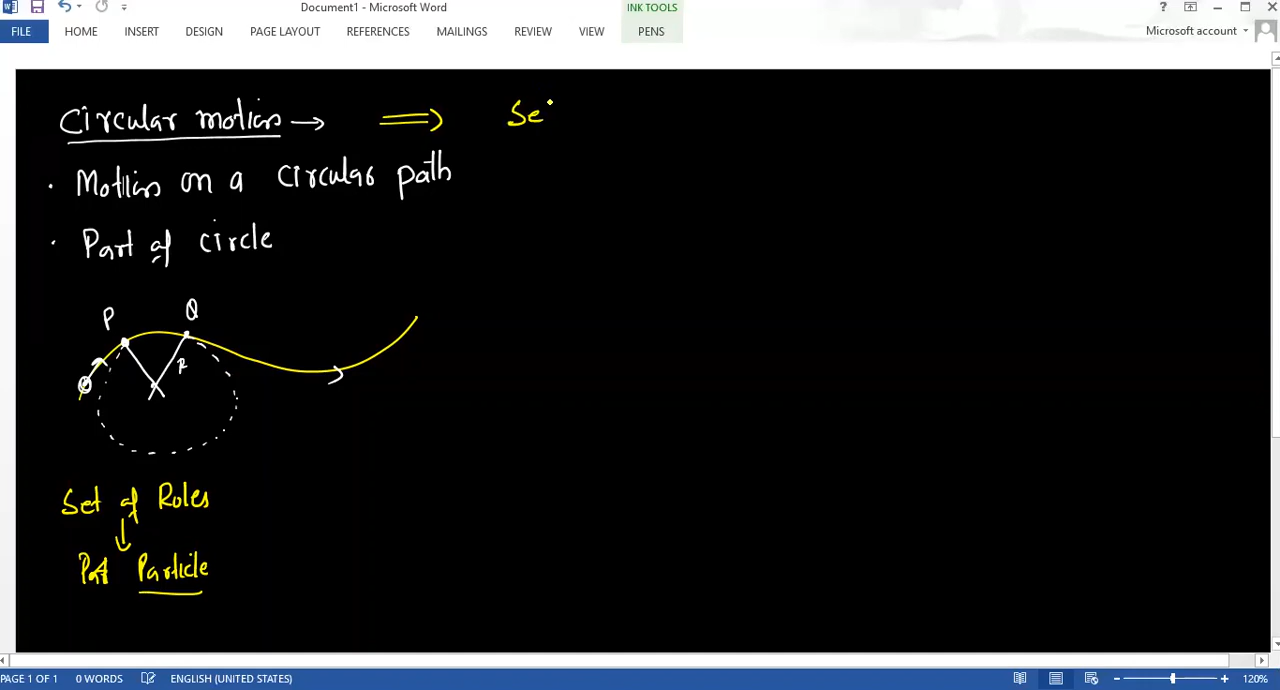 Document1 - Microsoft Word
INK TOOLS
FILE HOME INSERT DESIGN PAGE LAYOUT REFERENCES MAILINGS REVIEW VIEW PENS
Microsoft account
Circular motion → ⇒ Se
· Motion on a circular path
· Part of circle
P Q
R
Set of Rules
Particle
PAGE 1 OF 1 0 WORDS ENGLISH (UNITED STATES) 120%